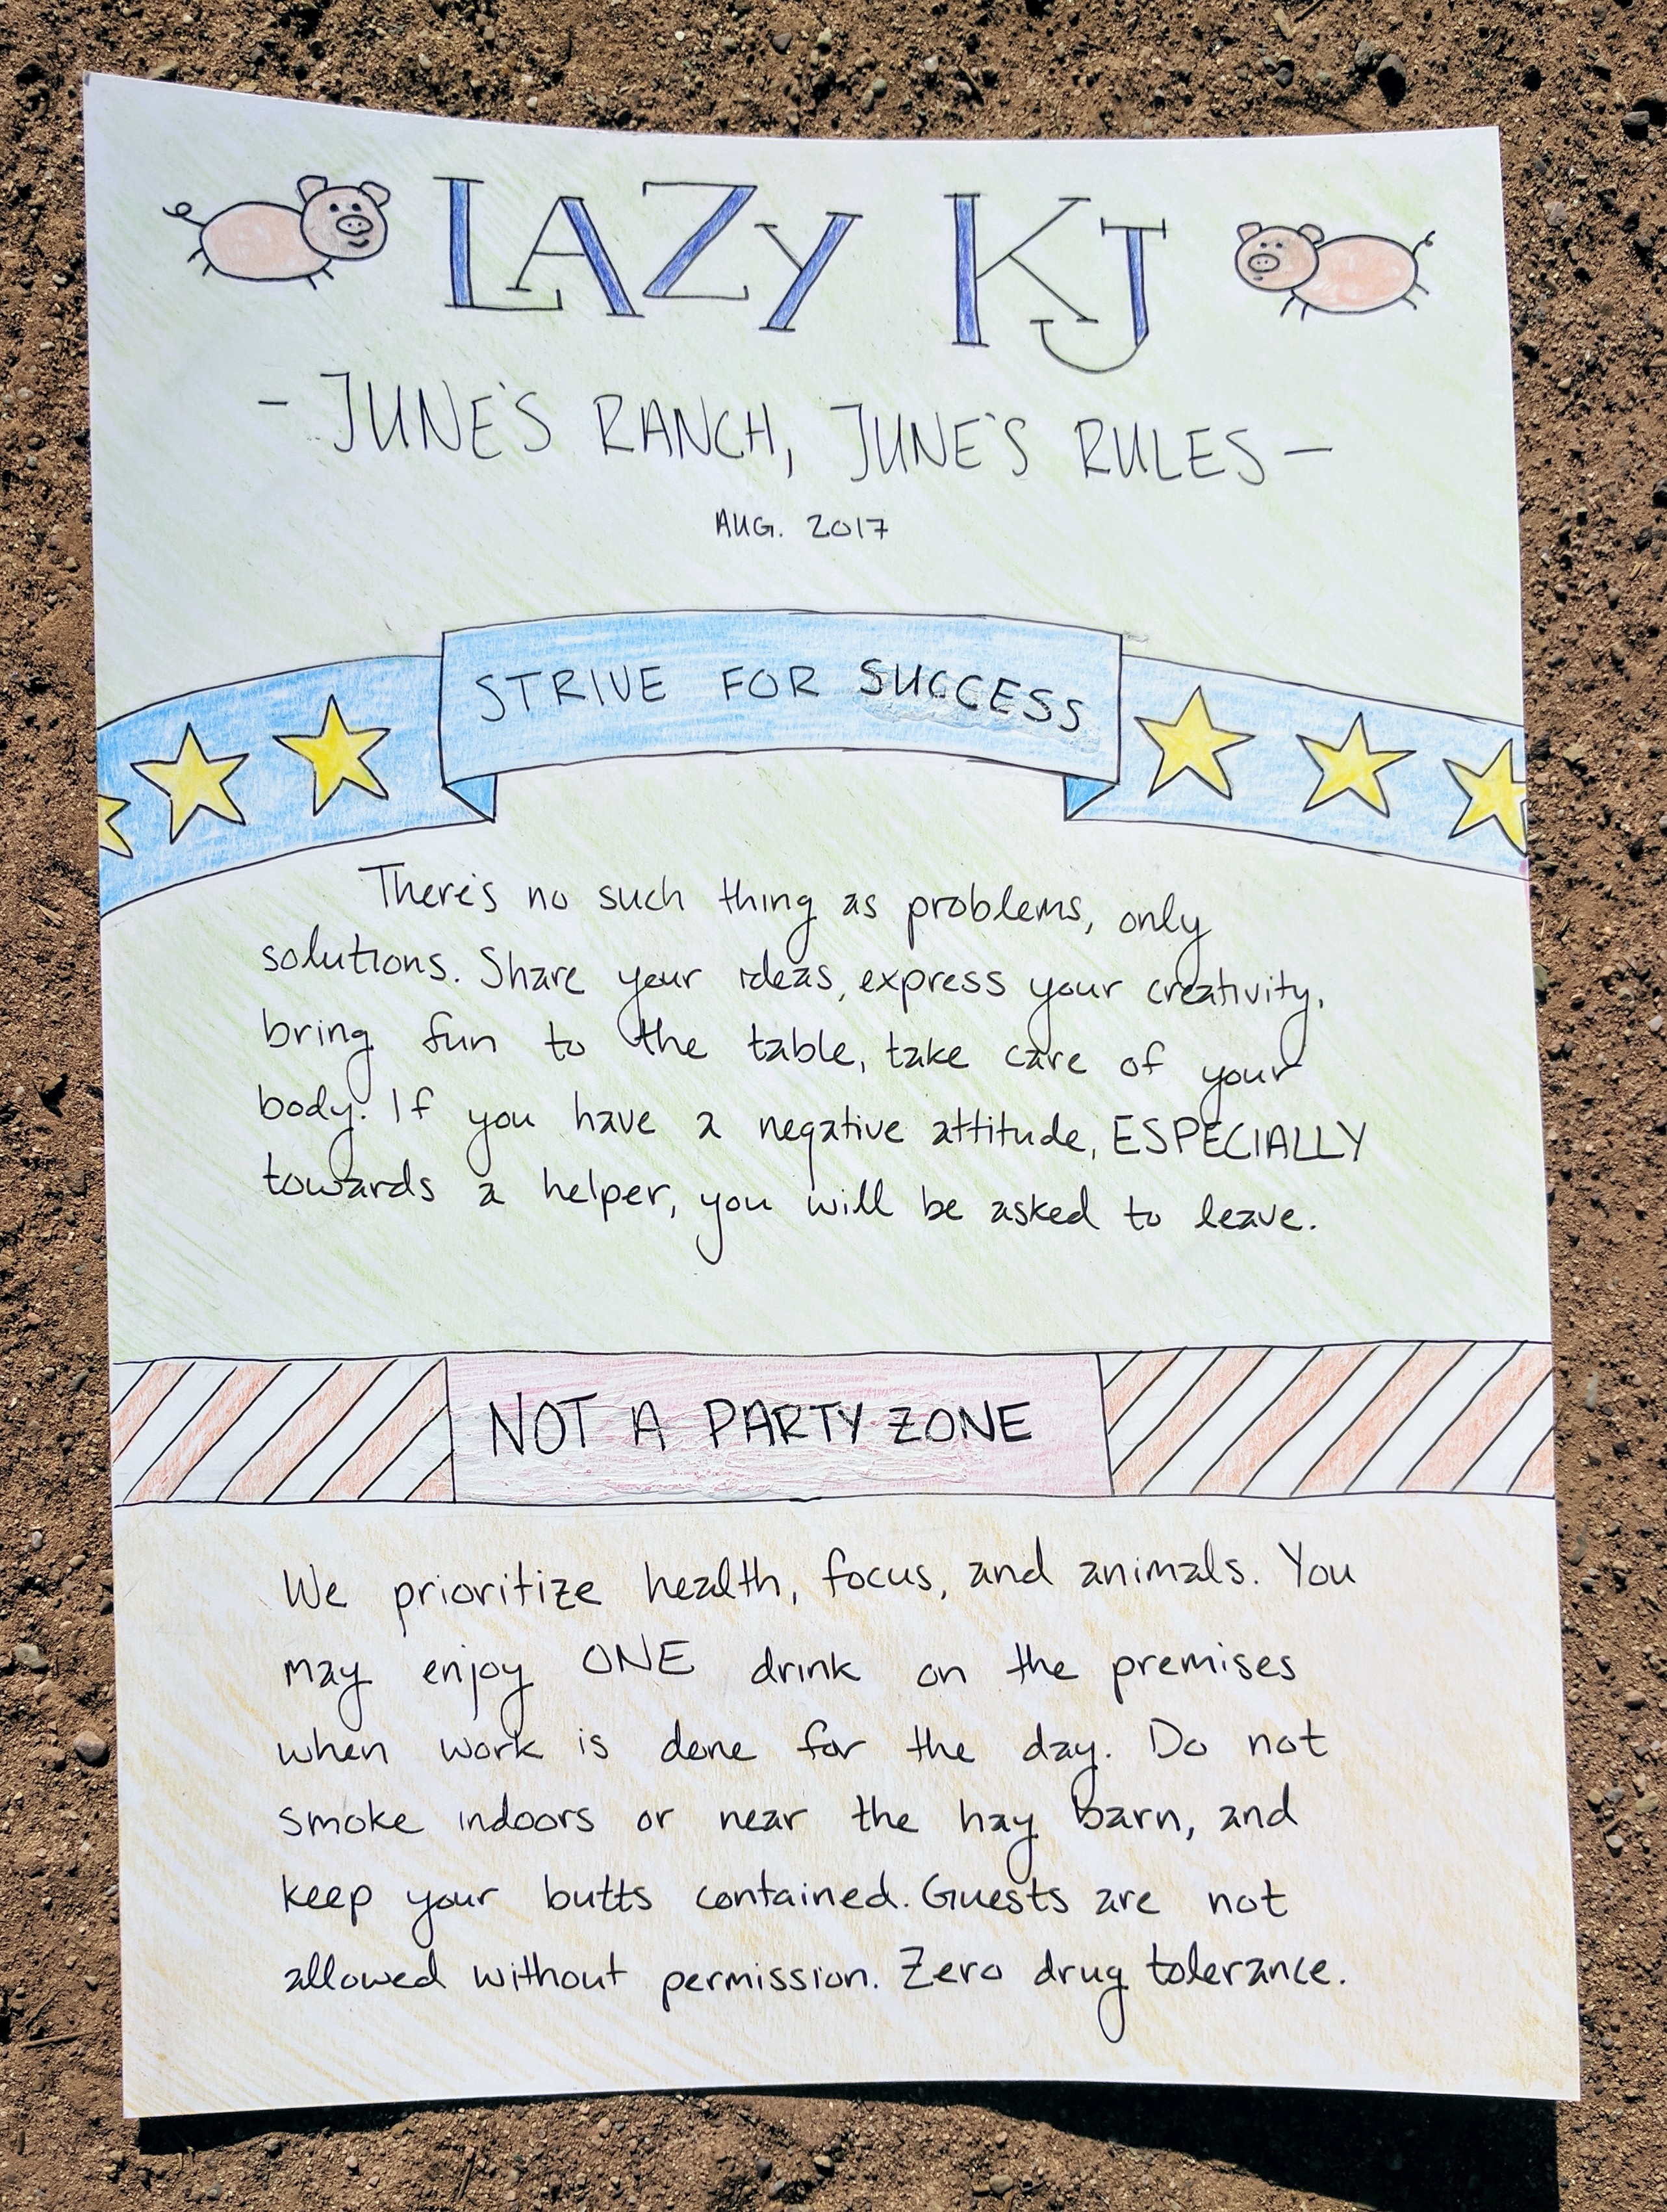 LAZY KJ
- JUNE'S RANCH, JUNE'S RULES -
AUG. 2017
STRIVE FOR SUCCESS
There's no such thing as problems, only
solutions. Share your ideas, express your creativity,
bring fun to the table, take care of your
body. If you have a negative attitude, ESPECIALLY
towards a helper, you will be asked to leave.
NOT A PARTY ZONE
We prioritize health, focus, and animals. You
may enjoy ONE drink on the premises
when work is done for the day. Do not
smoke indoors or near the hay barn, and
keep your butts contained. Guests are not
allowed without permission. Zero drug tolerance.